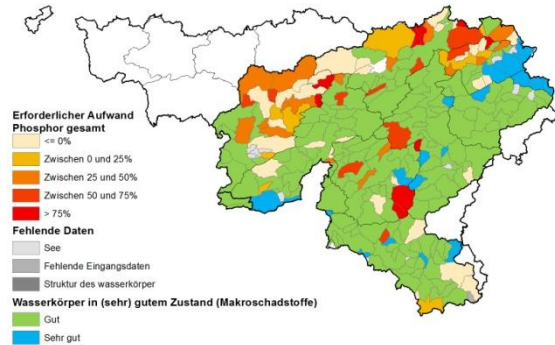 Erforderlicher Aufwand
Phosphor gesamt
<= 0%
Zwischen 0 und 25%
Zwischen 25 und 50%
Zwischen 50 und 75%
> 75%
Fehlende Daten
See
Fehlende Eingangsdaten
Struktur des wasserkörper
Wasserkörper in (sehr) gutem Zustand (Makroschadstoffe)
Gut
Sehr gut